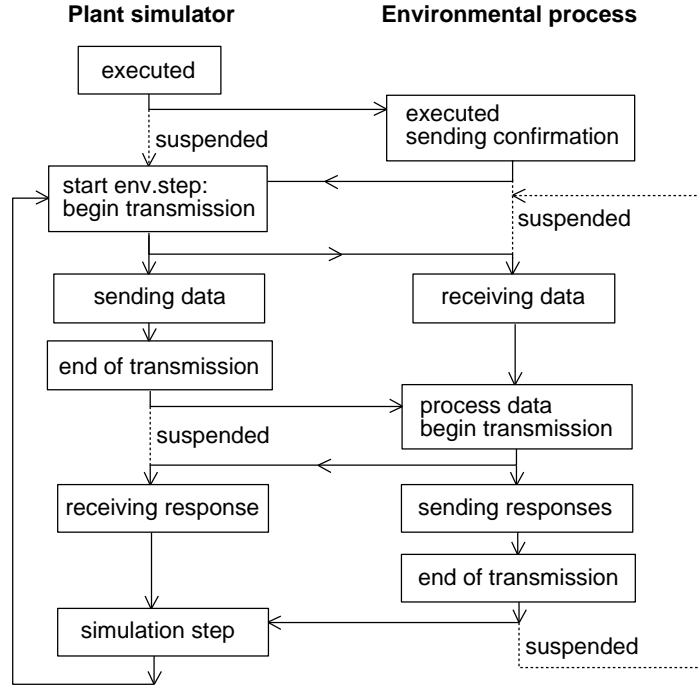 Plant simulator
Environmental process
executed
executed
sending confirmation
suspended
start env.step:
begin transmission
suspended
sending data
receiving data
end of transmission
process data
begin transmission
suspended
receiving response
sending responses
end of transmission
simulation step
suspended